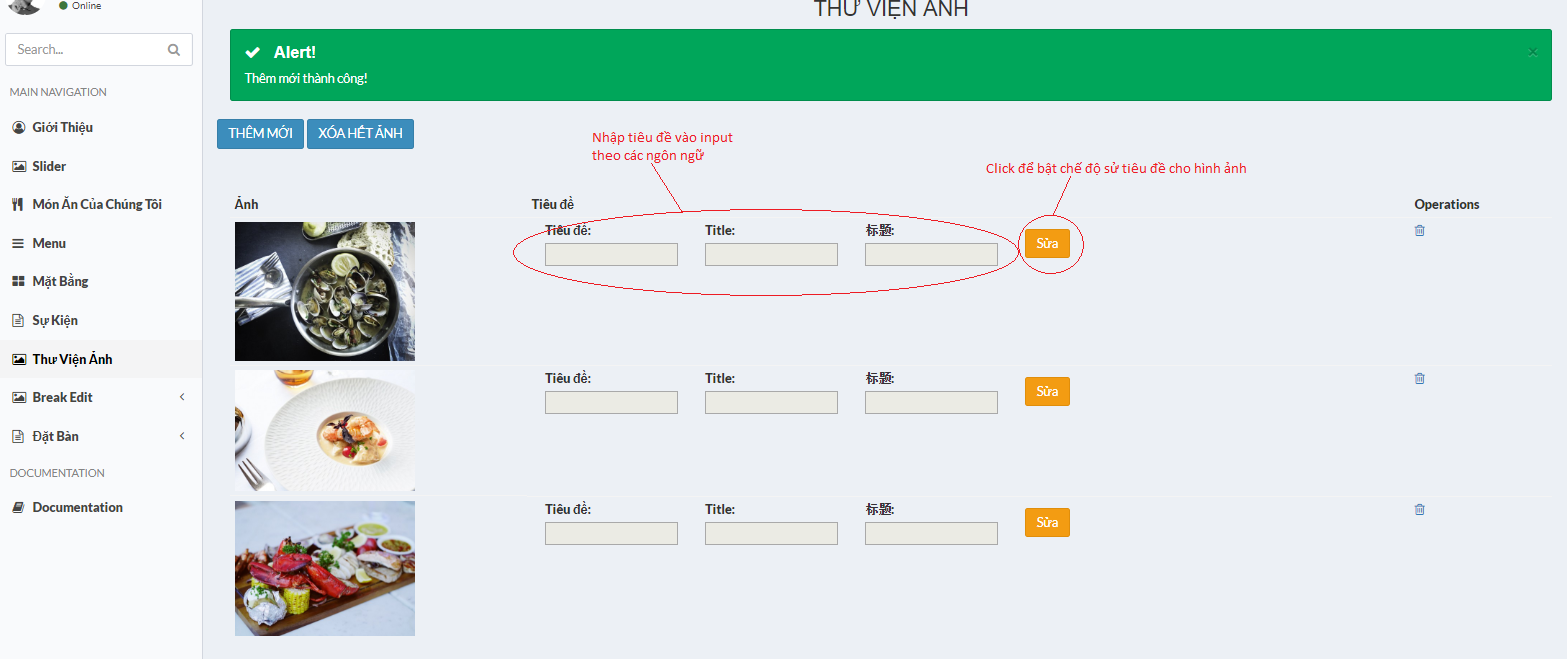 Online
THƯ VIỆN ẢNH
Search...
Alert!
×
Thêm mới thành công!
MAIN NAVIGATION
Giới Thiệu
Slider
Món Ăn Của Chúng Tôi
Menu
Mặt Bằng
Sự Kiện
Thư Viện Ảnh
Break Edit
Đặt Bàn
DOCUMENTATION
Documentation
THÊM MỚI
XÓA HẾT ẢNH
Nhập tiêu đề vào input
theo các ngôn ngữ
Click để bật chế độ sử tiêu đề cho hình ảnh
Ảnh
Tiêu đề
Operations
Tiêu đề:
Title:
标题:
Sửa
Tiêu đề:
Title:
标题:
Sửa
Tiêu đề:
Title:
标题:
Sửa